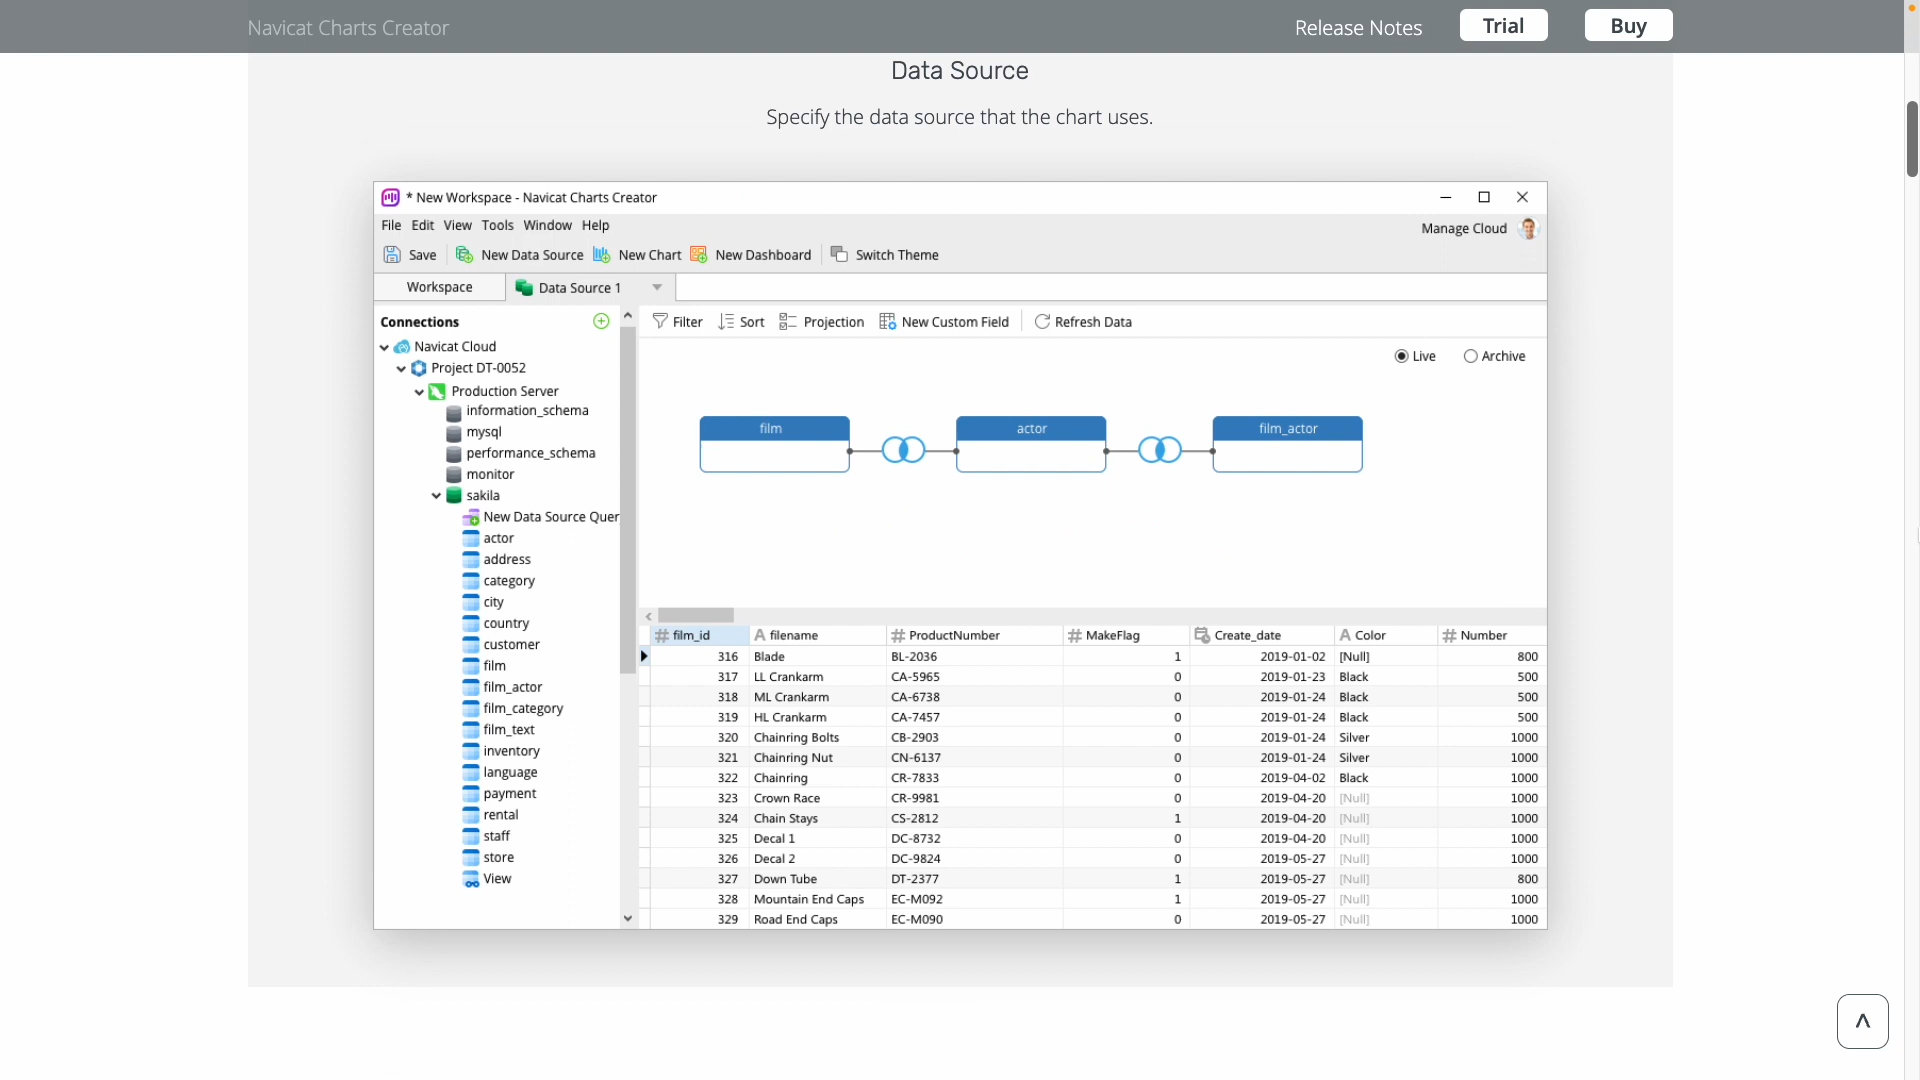 Navicat Charts Creator
Release Notes
Trial
Buy
Data Source
Specify the data source that the chart uses.
* New Workspace - Navicat Charts Creator
File Edit View Tools Window Help
Manage Cloud
Save New Data Source New Chart New Dashboard Switch Theme
Workspace
Data Source 1
Connections
Navicat Cloud
Project DT-0052
Production Server
information_schema
mysql
performance_schema
monitor
sakila
New Data Source Quer
actor
address
category
city
country
customer
film
film_actor
film_category
film_text
inventory
language
payment
rental
staff
store
View
Filter Sort Projection New Custom Field Refresh Data
Live Archive
film
actor
film_actor
# film_id A filename # ProductNumber # MakeFlag Create_date A Color # Number
316 Blade BL-2036 1 2019-01-02 [Null] 800
317 LL Crankarm CA-5965 0 2019-01-23 Black 500
318 ML Crankarm CA-6738 0 2019-01-24 Black 500
319 HL Crankarm CA-7457 0 2019-01-24 Black 500
320 Chainring Bolts CB-2903 0 2019-01-24 Silver 1000
321 Chainring Nut CN-6137 0 2019-01-24 Silver 1000
322 Chainring CR-7833 0 2019-04-02 Black 1000
323 Crown Race CR-9981 0 2019-04-20 [Null] 1000
324 Chain Stays CS-2812 1 2019-04-20 [Null] 1000
325 Decal 1 DC-8732 0 2019-04-20 [Null] 1000
326 Decal 2 DC-9824 0 2019-05-27 [Null] 1000
327 Down Tube DT-2377 1 2019-05-27 [Null] 800
328 Mountain End Caps EC-M092 1 2019-05-27 [Null] 1000
329 Road End Caps EC-M090 0 2019-05-27 [Null] 1000